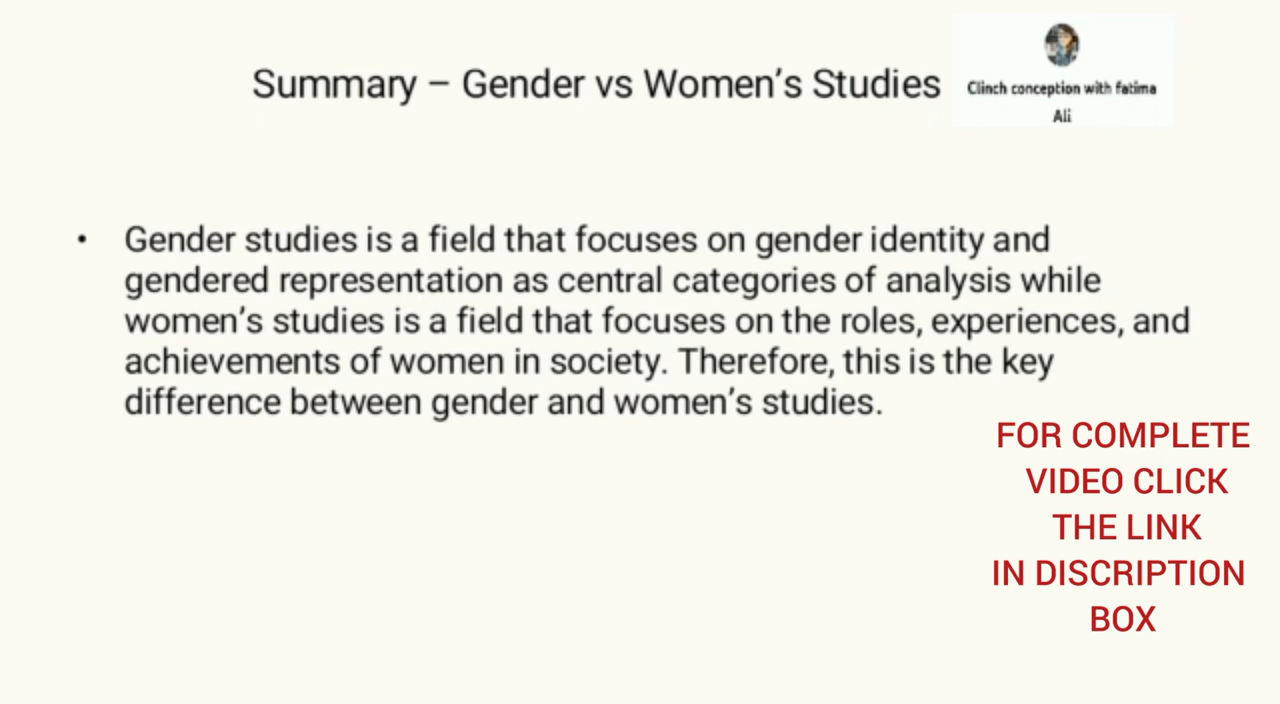 Summary – Gender vs Women’s Studies
Clinch conception with fatima
Ali
• Gender studies is a field that focuses on gender identity and
gendered representation as central categories of analysis while
women’s studies is a field that focuses on the roles, experiences, and
achievements of women in society. Therefore, this is the key
difference between gender and women’s studies.
FOR COMPLETE
VIDEO CLICK
THE LINK
IN DISCRIPTION
BOX